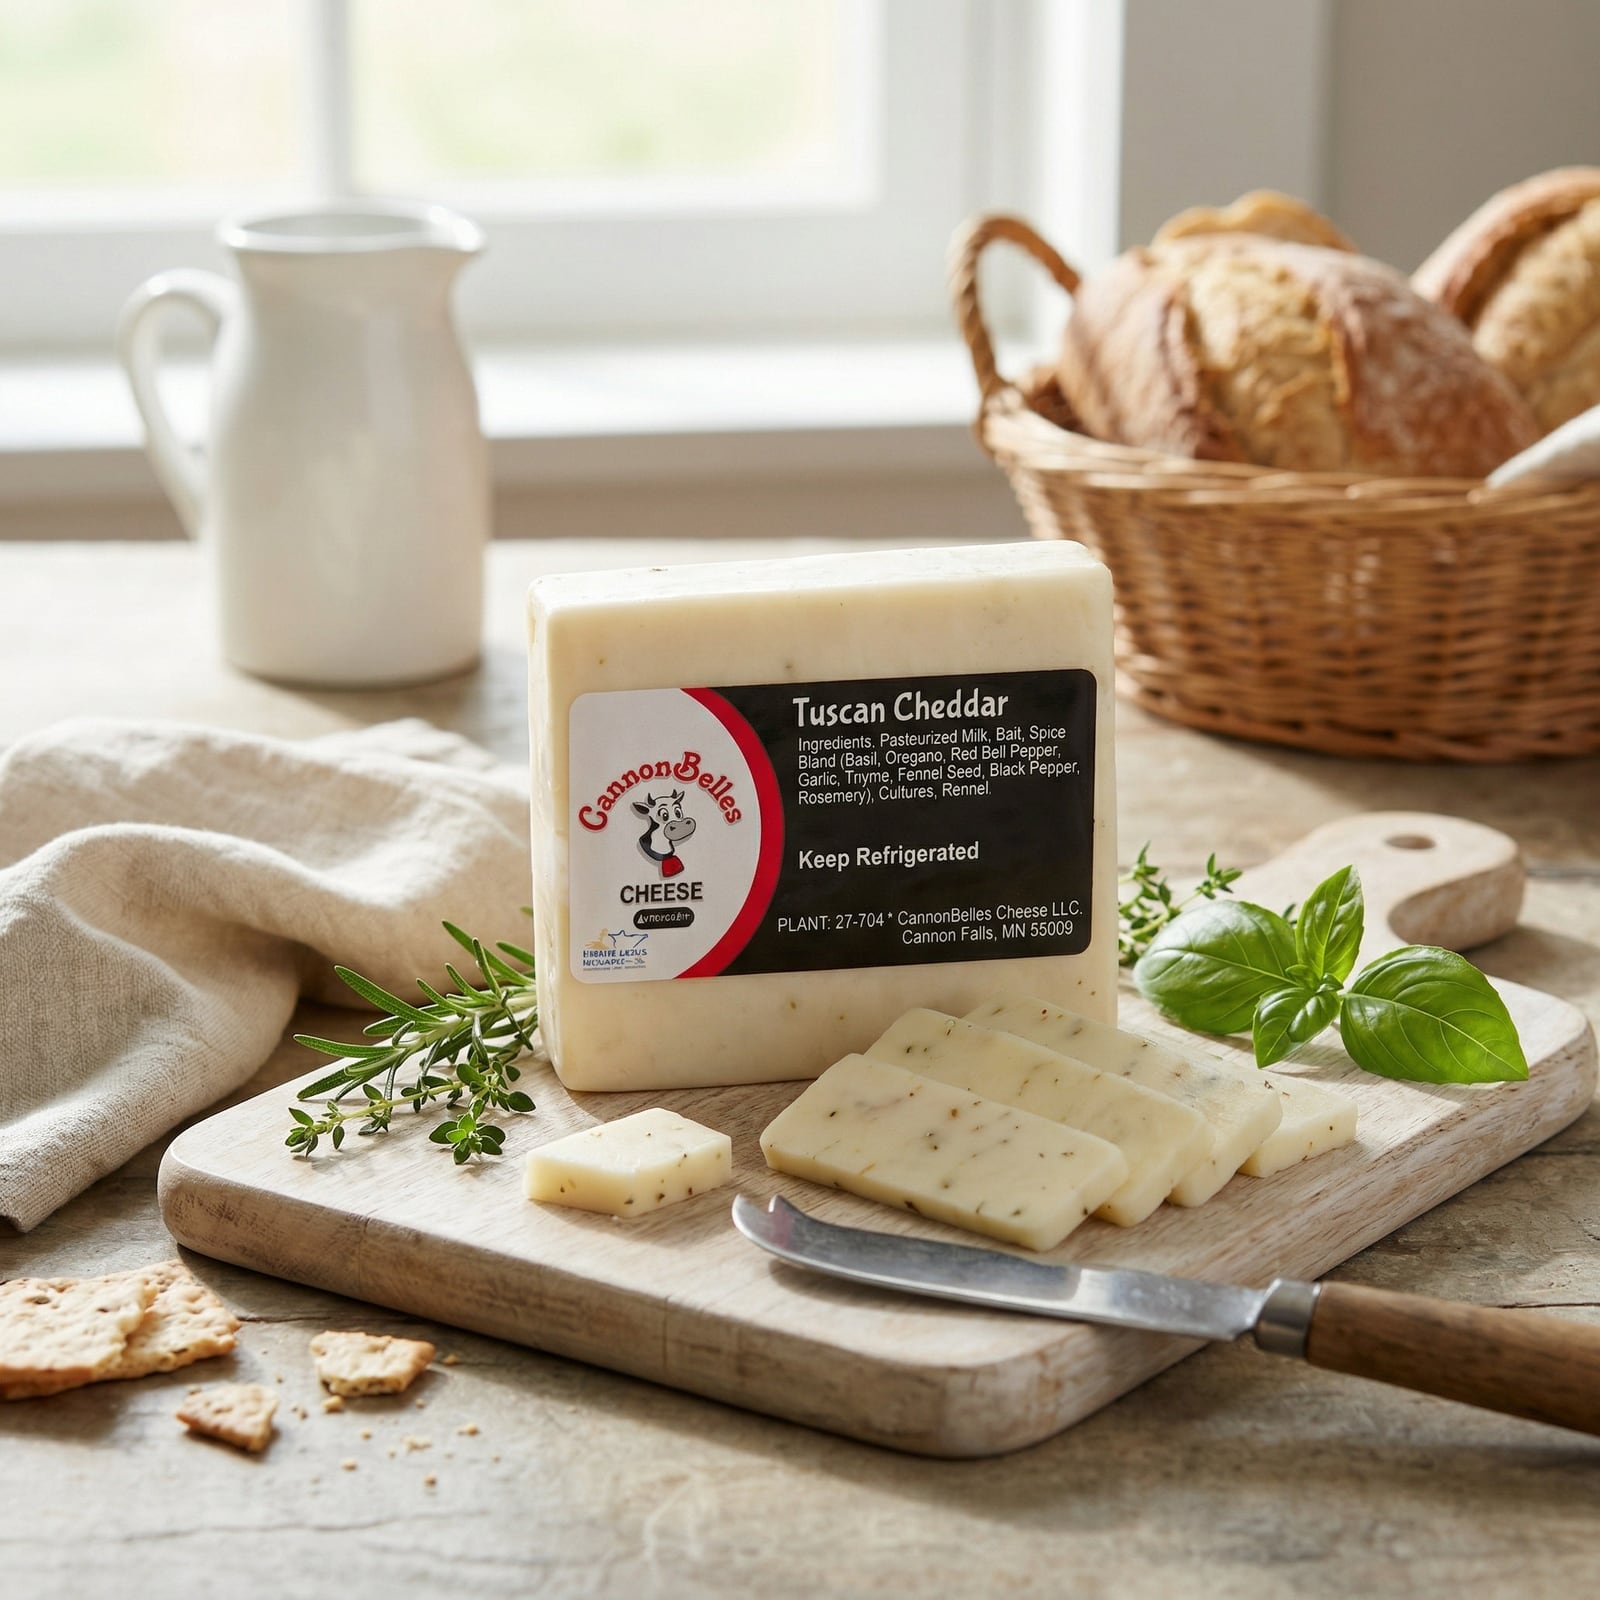 Tuscan Cheddar
Ingredients. Pasteurized Milk, Bait, Spice
Bland (Basil, Oregano, Red Bell Pepper,
Garlic, Tnyme, Fennel Seed, Black Pepper,
Rosemery), Cultures, Rennel.
Keep Refrigerated
PLANT: 27-704 * CannonBelles Cheese LLC.
Cannon Falls, MN 55009
CannonBelles
CHEESE